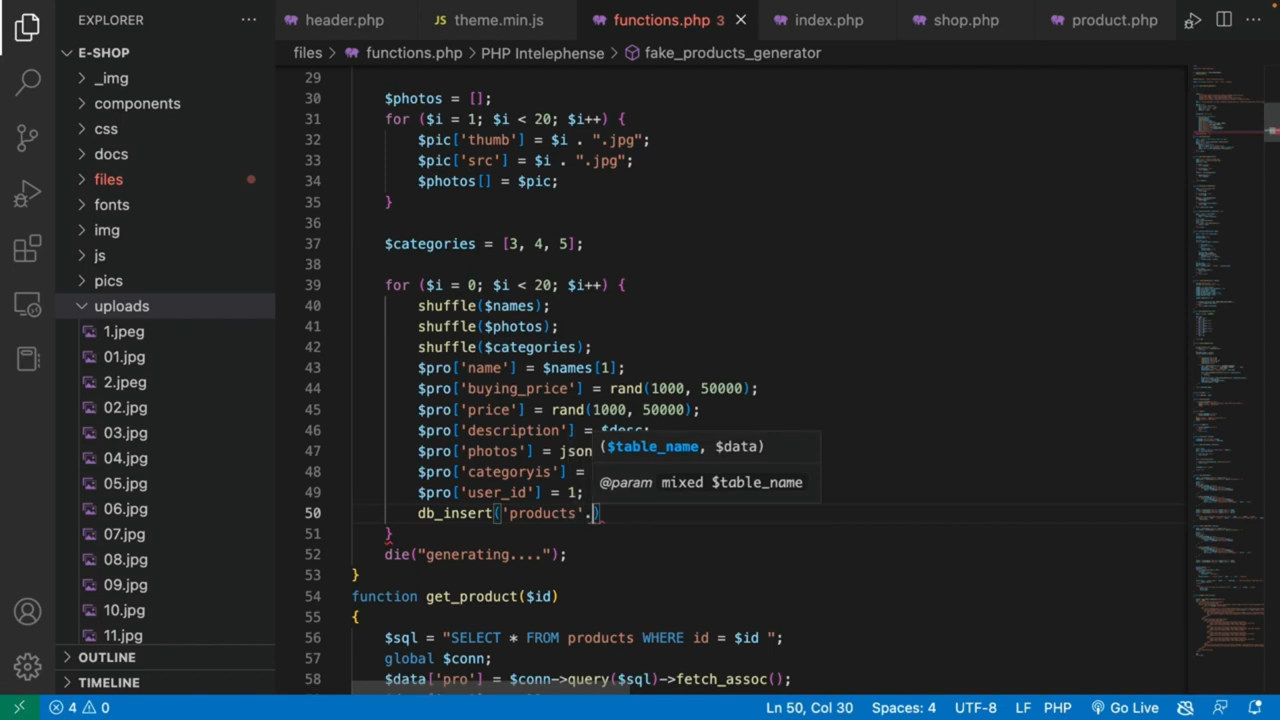 EXPLORER
header.php
theme.min.js
functions.php 3
index.php
shop.php
product.php
E-SHOP
files > functions.php > PHP Intelephense > fake_products_generator
_img
components
css
docs
files
fonts
img
js
pics
uploads
1.jpeg
01.jpg
2.jpeg
02.jpg
03.jpg
04.jpg
05.jpg
06.jpg
07.jpg
08.jpg
09.jpg
10.jpg
11.jpg
OUTLINE
TIMELINE
29
30 $photos = [];
31 for ($i = 1; $i < 20; $i++) {
32 $pic['thumb'] = $i . ".jpg";
33 $pic['src'] = $i . ".jpg";
34 $photos[] = $pic;
35 }
36
37 $categories = [3, 4, 5];
38
39 for ($i = 0; $i < 20; $i++) {
40 shuffle($names);
41 shuffle($photos);
42 shuffle($categories);
43 $pro['name'] = $names[1];
44 $pro['buying_price'] = rand(1000, 50000);
45 $pro['price'] = rand(1000, 50000);
46 $pro['description'] = $desc;
47 $pro['photos'] = json
48 $pro['categoryis'] =
49 $pro['user_id'] = 1;
50 db_insert('products'.)
51 }
52 die("generating....");
53 }
54 function get_product($id)
55 {
56 $sql = "SELECT * FROM products WHERE id = $id ";
57 global $conn;
58 $data['pro'] = $conn->query($sql)->fetch_assoc();
($table_name, $data)
@param mixed $table_name
4 0
Ln 50, Col 30
Spaces: 4
UTF-8
LF
PHP
Go Live